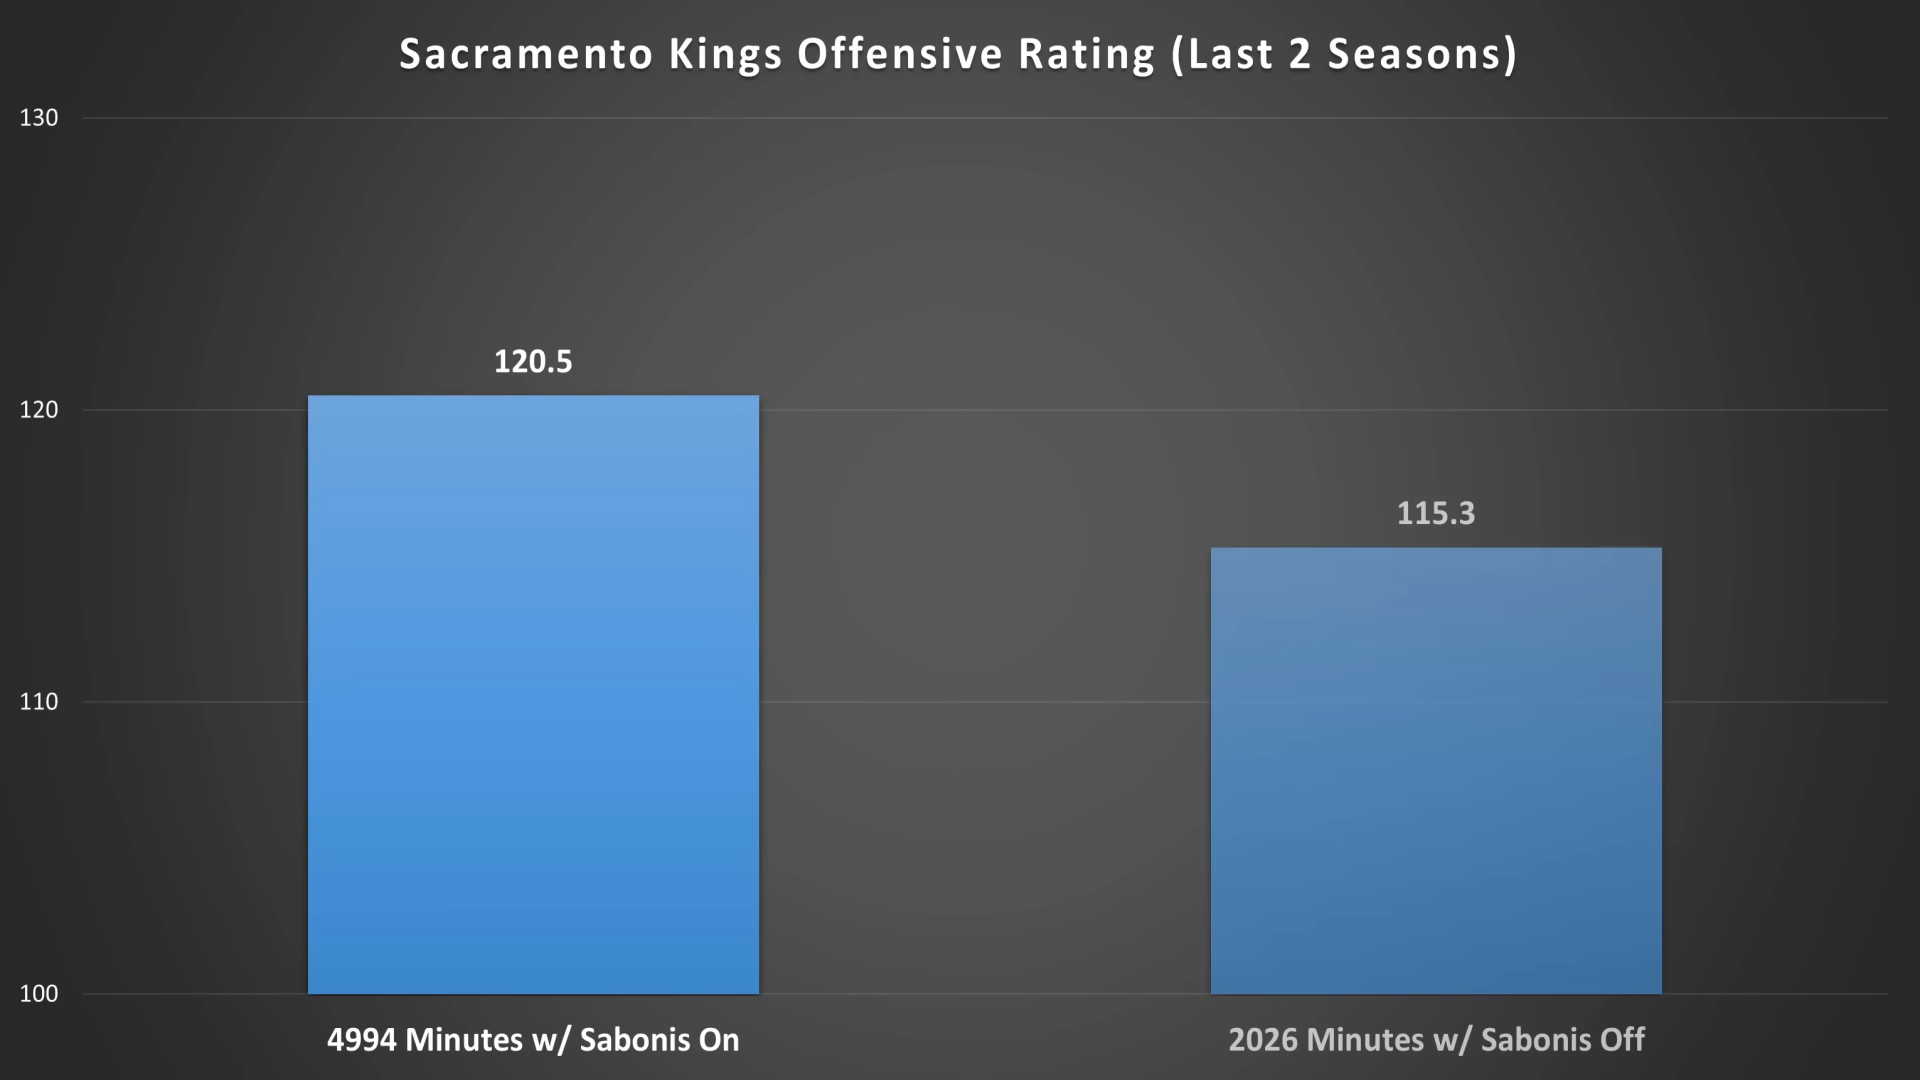 Sacramento Kings Offensive Rating (Last 2 Seasons)
130
120
110
100
120.5
115.3
4994 Minutes w/ Sabonis On
2026 Minutes w/ Sabonis Off